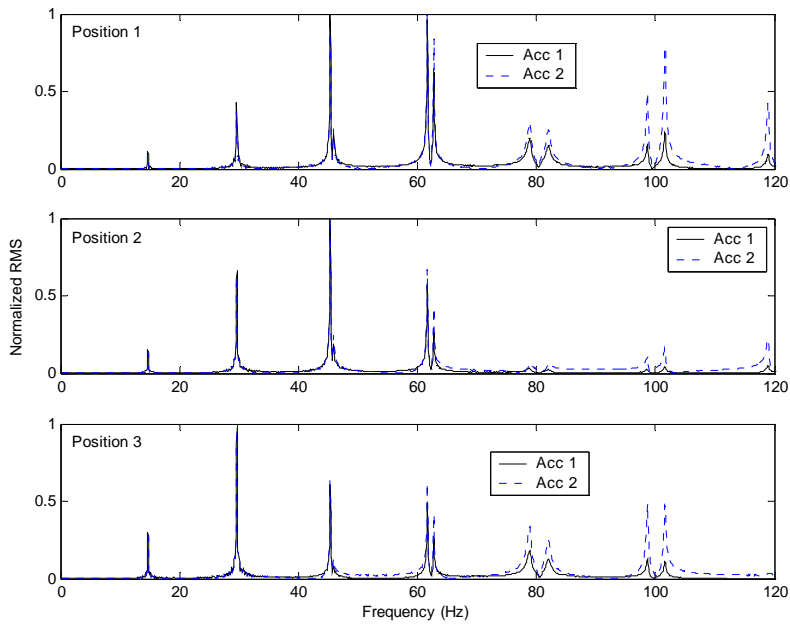 Position 1
Acc 1
Acc 2
1
0.5
0
0 20 40 60 80 100 120
Position 2
Acc 1
Acc 2
1
0.5
0
0 20 40 60 80 100 120
Normalized RMS
Position 3
Acc 1
Acc 2
1
0.5
0
0 20 40 60 80 100 120
Frequency (Hz)